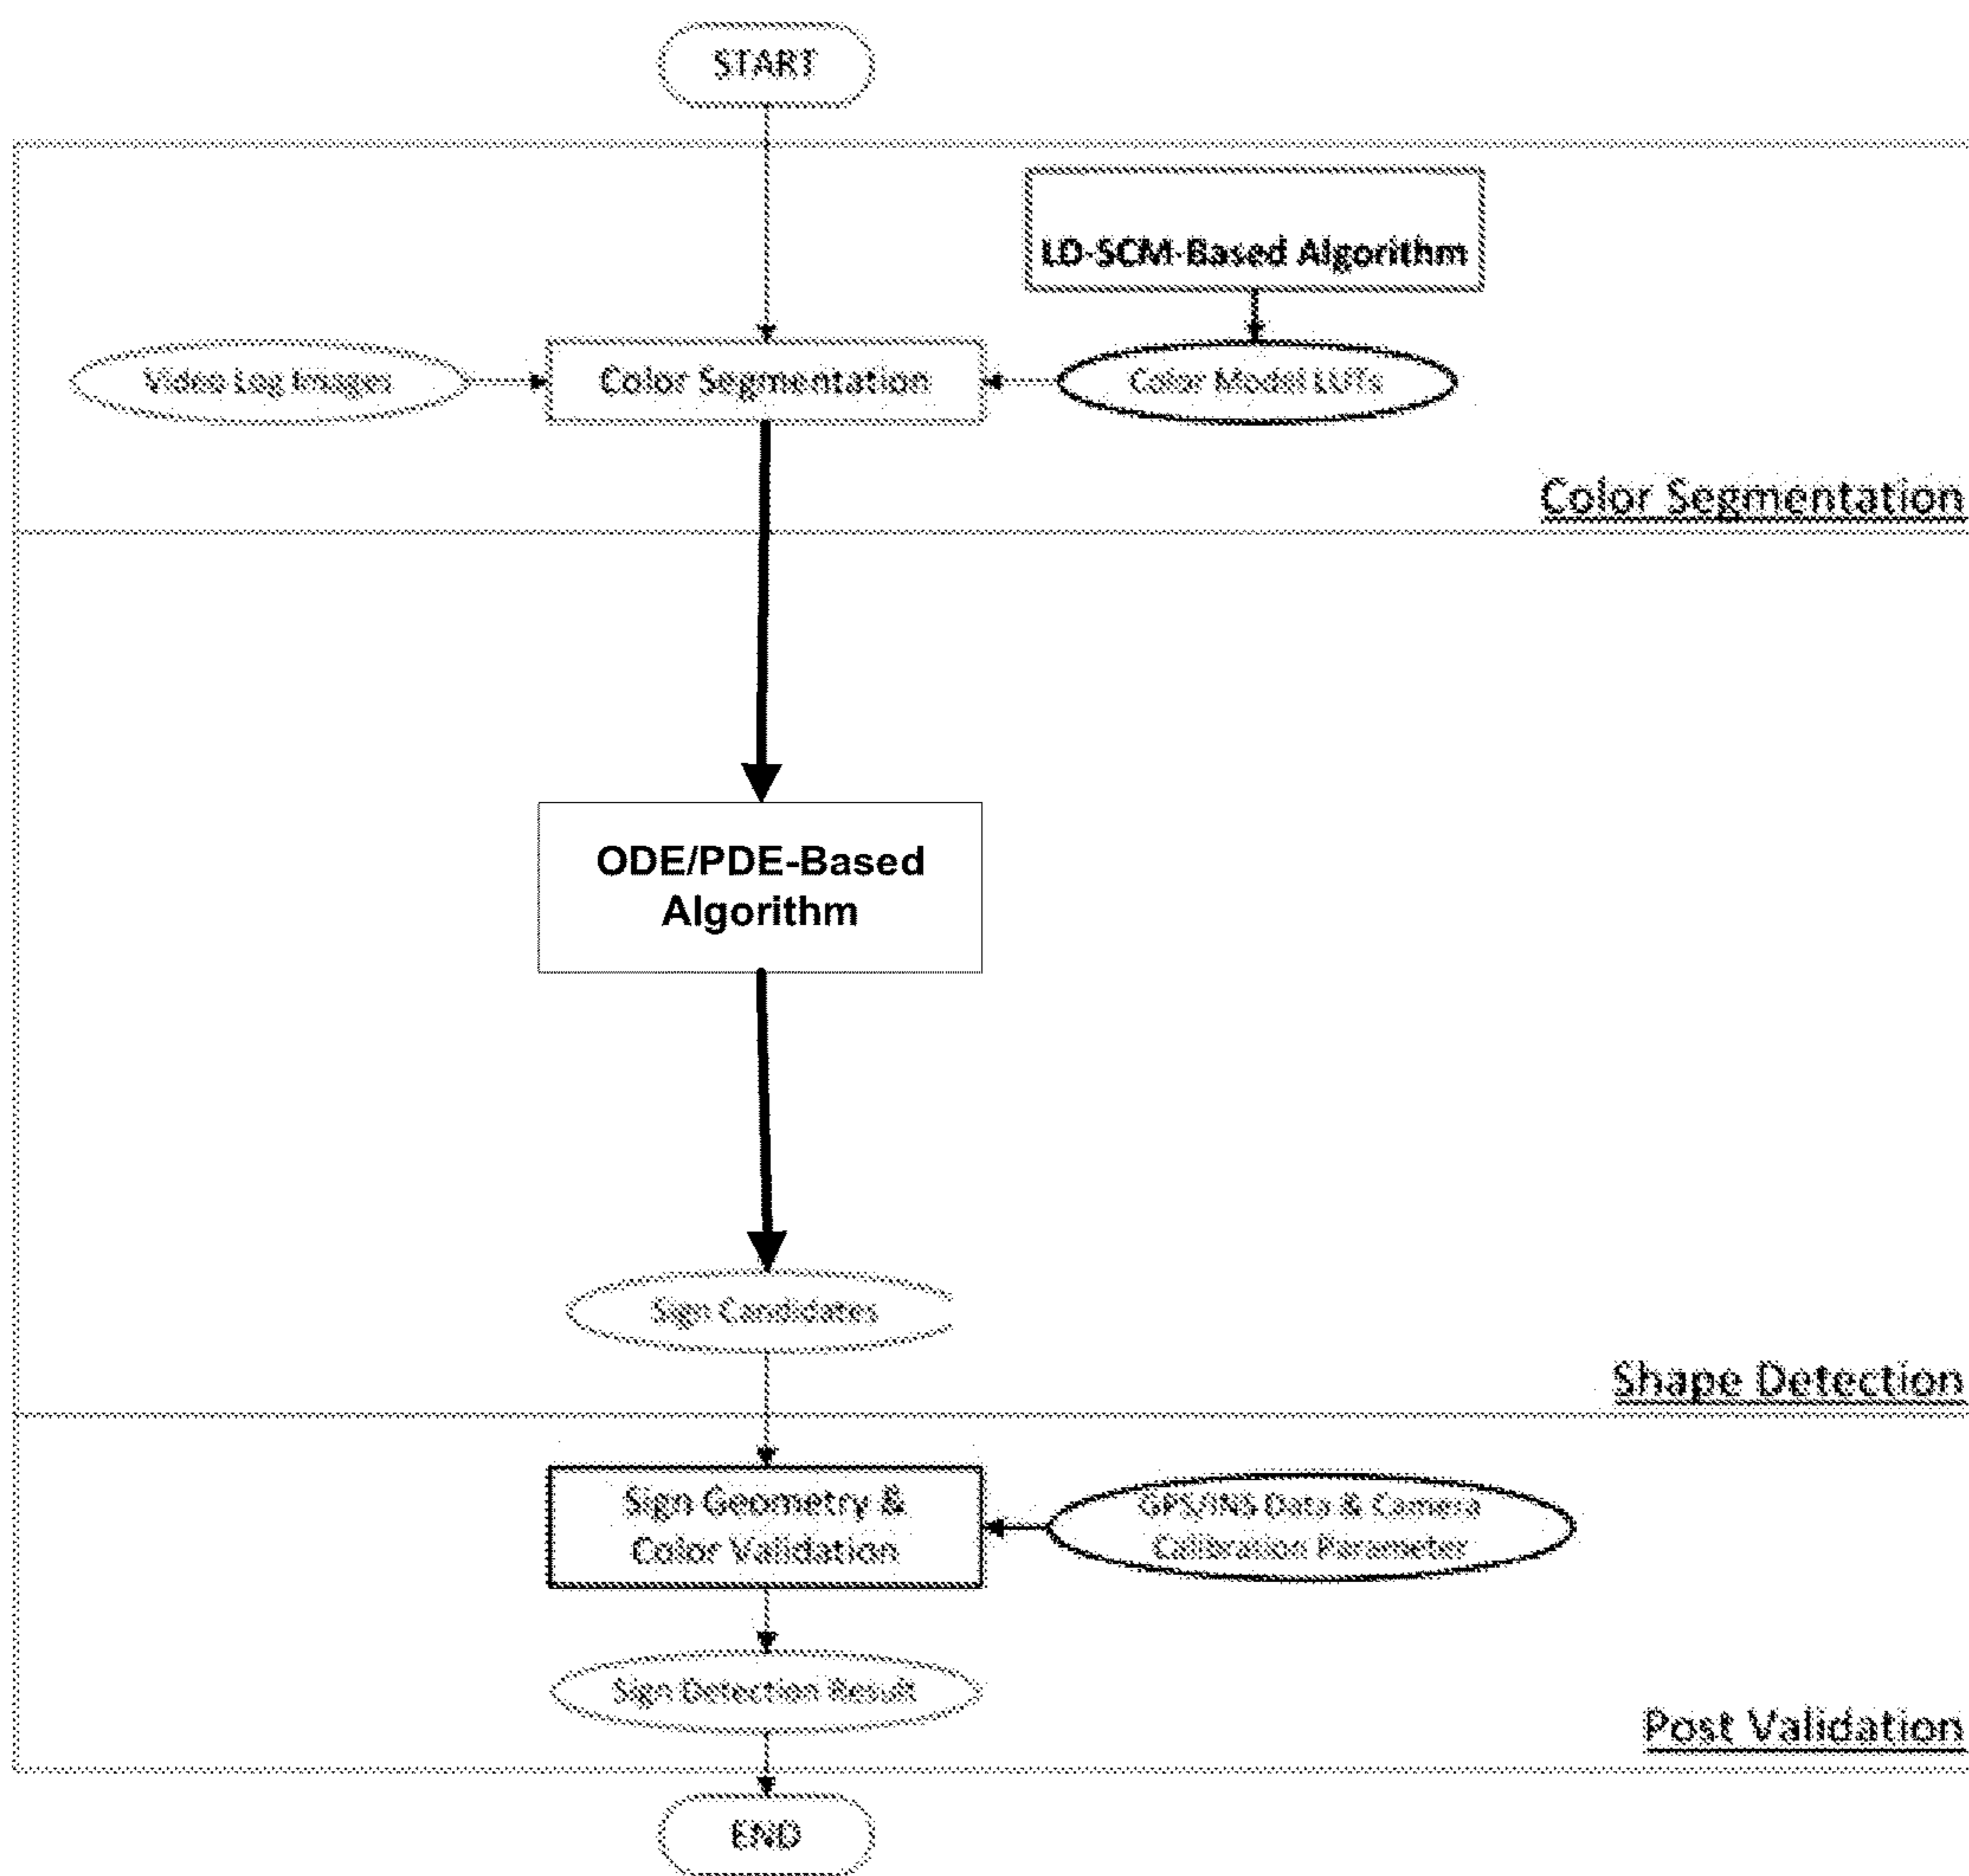 START
LD-SCM-Based Algorithm
Video Log Images
Color Segmentation
Color Model LUTs
Color Segmentation
ODE/PDE-Based
Algorithm
Sign Candidates
Shape Detection
Sign Geometry &
Color Validation
GPS/INS Data & Camera
Calibration Parameter
Sign Detection Result
Post Validation
END